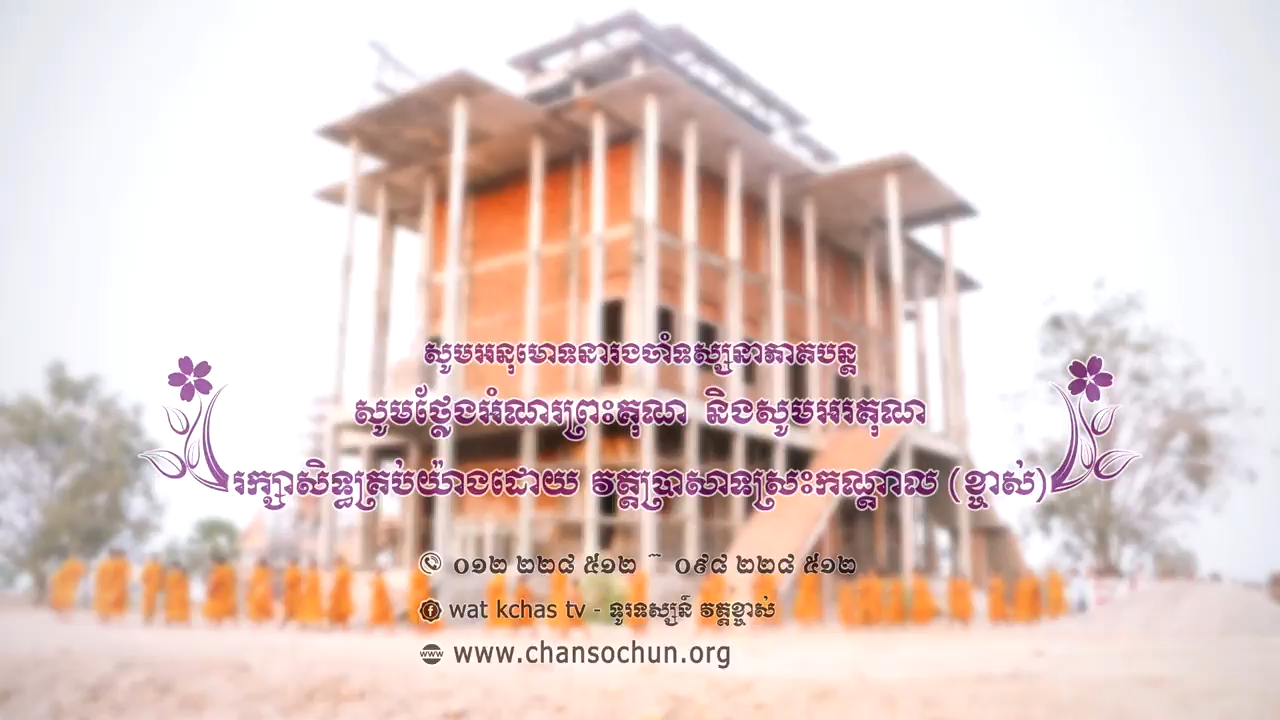 សូមអនុមោទនារងចាំទស្សនាភាគបន្ត
សូមថ្លែងអំណរព្រះគុណ និងសូមអរគុណ
រក្សាសិទ្ធគ្រប់យ៉ាងដោយ វត្តប្រាសាទស្រះកណ្ដាល (ខ្ចាស់)
០១២ ២២៨ ៥១២ ៏៏ ០៩៨ ២២៨ ៥១២
wat kchas tv - ទូរទស្សន៍ វត្តខ្ចាស់
www www.chansochun.org